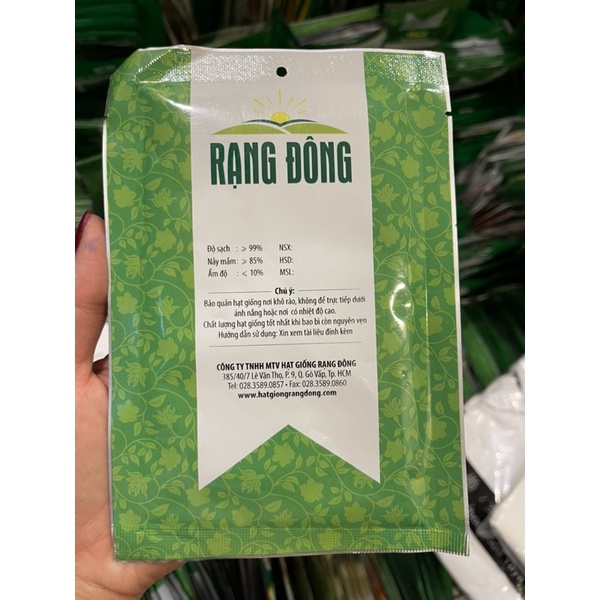 RẠNG ĐÔNG
Độ sạch : ⩾ 99% NSX:
Nảy mầm: ⩾ 85% HSD:
Ẩm độ : ⩽ 10% MSL:
Chú ý:
Bảo quản hạt giống nơi khô ráo, không để trực tiếp dưới
ánh nắng hoặc nơi có nhiệt độ cao.
Chất lượng hạt giống tốt nhất khi bao bì còn nguyên vẹn
Hướng dẫn sử dụng: Xin xem tài liệu đính kèm
CÔNG TY TNHH MTV HẠT GIỐNG RẠNG ĐÔNG
385/40/7 Lê Văn Thọ, P. 9, Q. Gò Vấp, Tp. HCM
Tel: 028.3589.0857 • Fax: 028.3589.0860
www.hatgiongrangdong.com